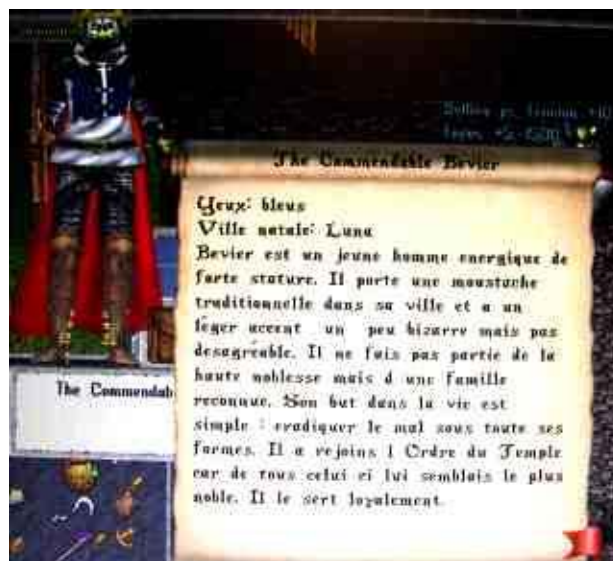 The Commendable Bevier
Yeux: bleus
Ville natale: Luna
Bevier est un jeune homme energique de
forte stature. Il porte une moustache
traditionnelle dans sa ville et a un
léger accent un peu bizarre mais pas
desagréable. Il ne fais pas partie de la
haute noblesse mais d une famille
reconnue. Son but dans la vie est
simple : eradiquer le mal sous toute ses
formes. Il a rejoins l Ordre du Temple
car de tous celui ci lui semblais le plus
noble. Il le sert loyalement.
The Commendab